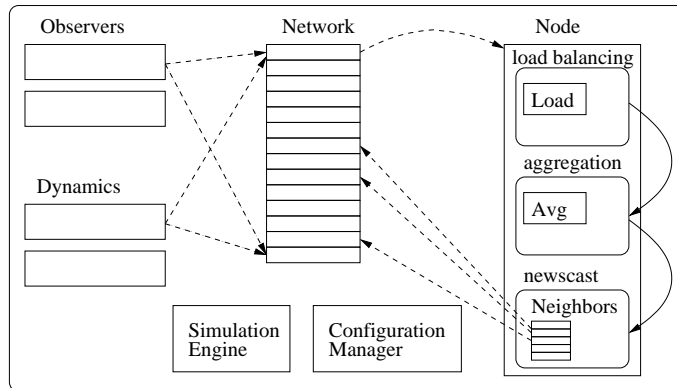 Observers
Network
Node
load balancing
Load
Dynamics
aggregation
Avg
newscast
Neighbors
Simulation
Engine
Configuration
Manager